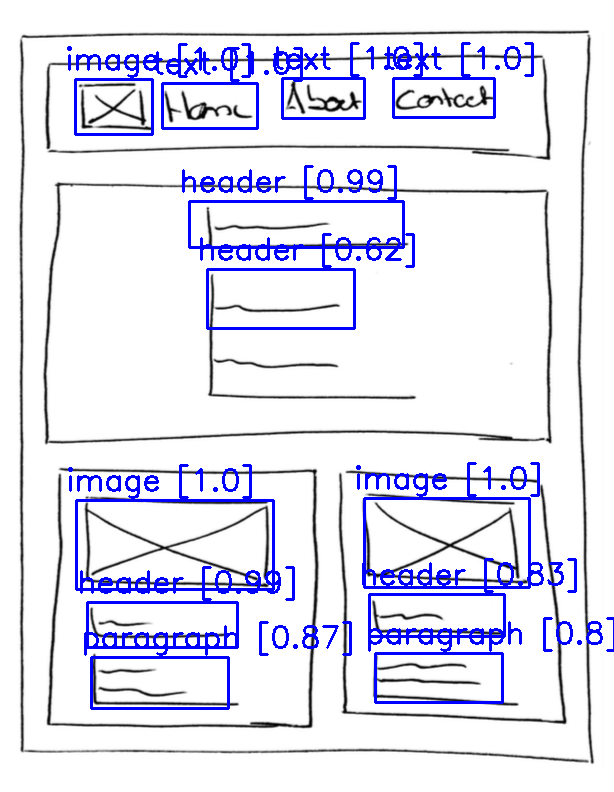 image [1.0] text [1.0] text [1.0] text [1.0]
Home About Contact
header [0.99]
header [0.62]
image [1.0] image [1.0]
header [0.99] header [0.83]
paragraph [0.87] paragraph [0.8]